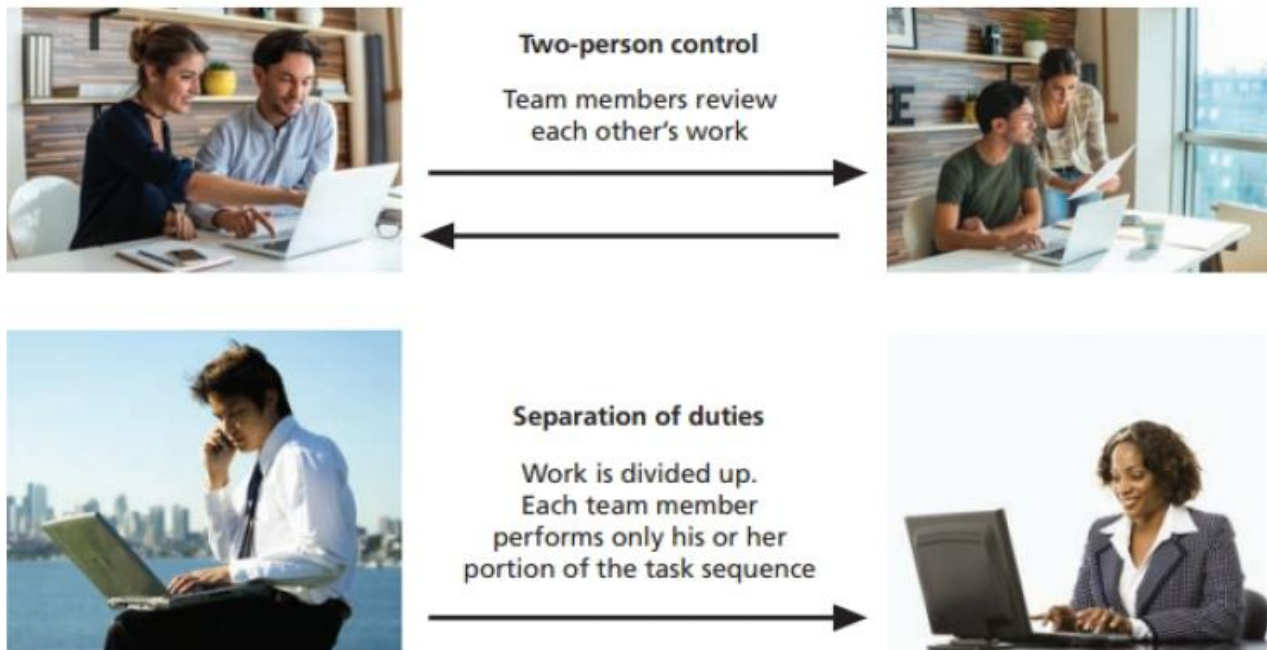 Two-person control
Team members review
each other's work
Separation of duties
Work is divided up.
Each team member
performs only his or her
portion of the task sequence